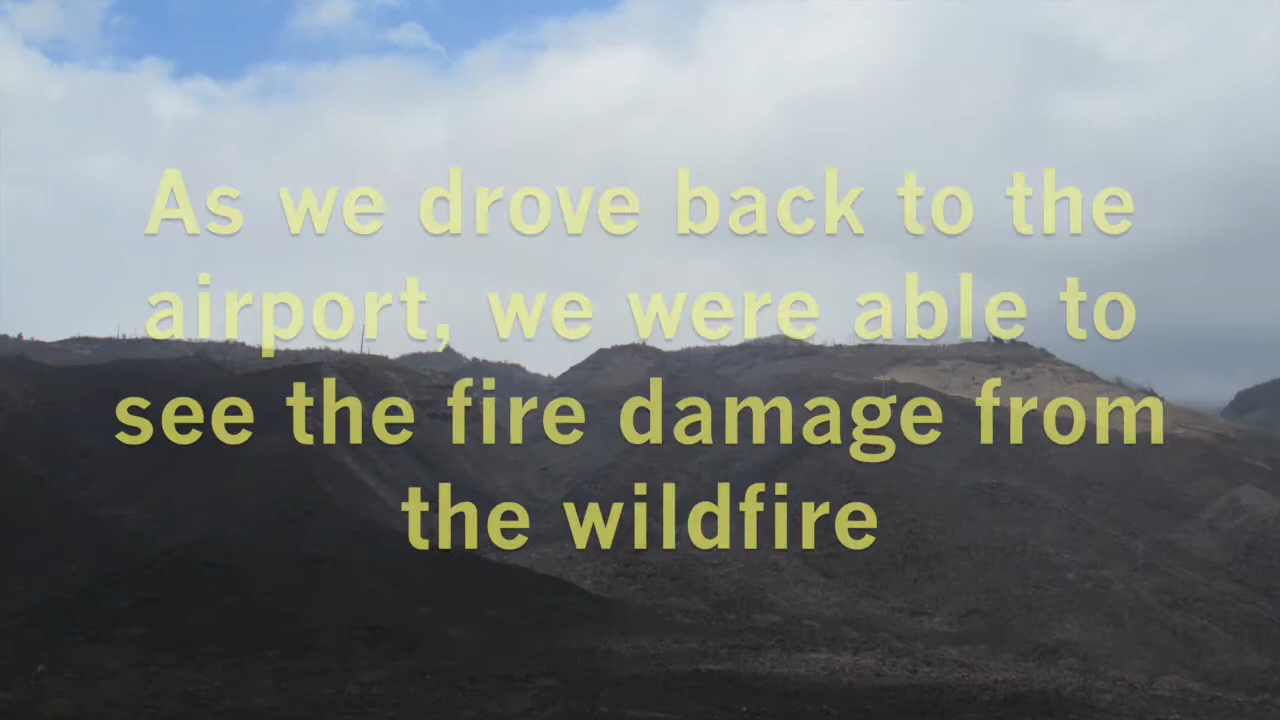 As we drove back to the
airport, we were able to
see the fire damage from
the wildfire